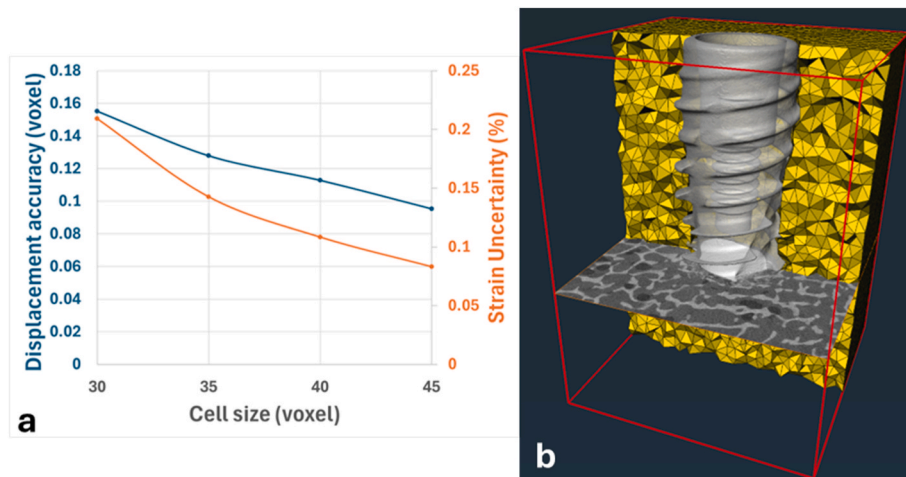 0.18
0.16
0.14
0.12
0.1
0.08
0.06
0.04
0.02
0
Displacement accuracy (voxel)
0.25
0.2
0.15
0.1
0.05
0
Strain Uncertainty (%)
30 35 40 45
Cell size (voxel)
a
b